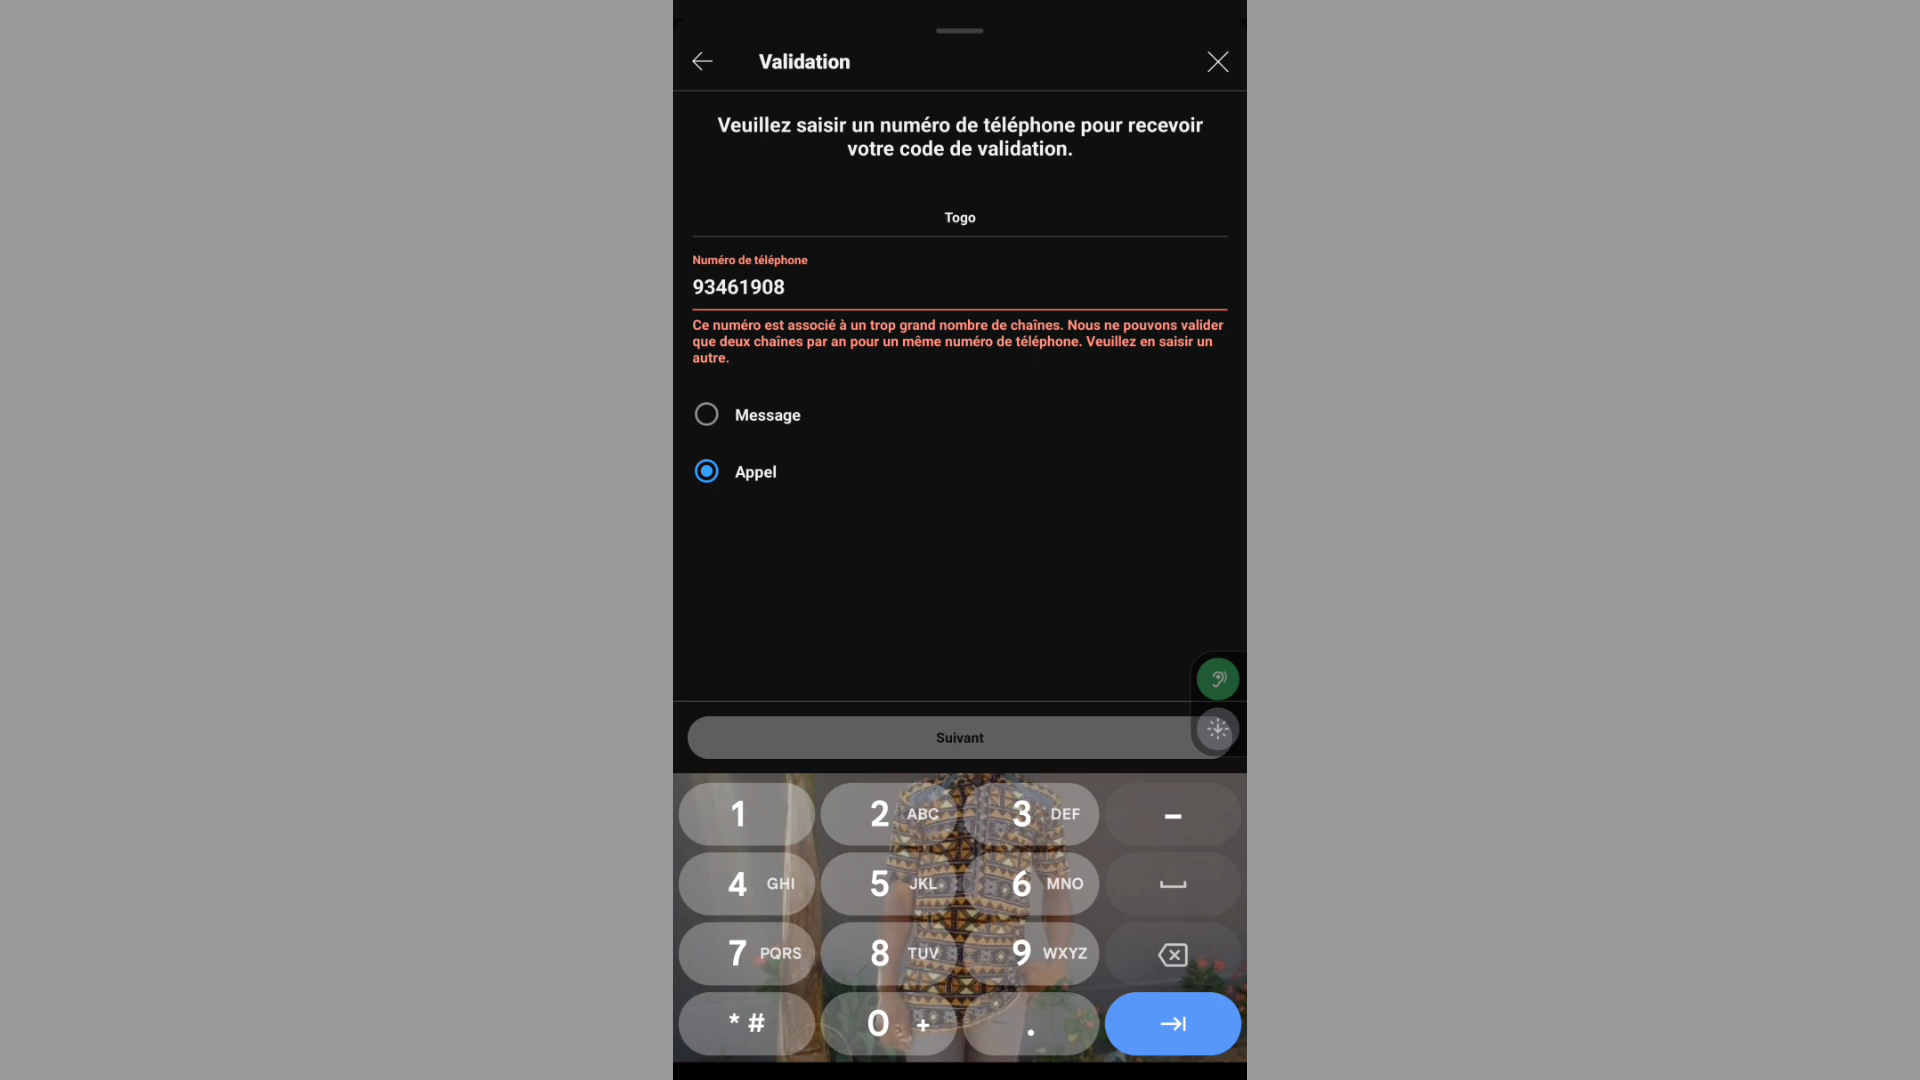 Validation
Veuillez saisir un numéro de téléphone pour recevoir
votre code de validation.
Togo
Numéro de téléphone
93461908
Ce numéro est associé à un trop grand nombre de chaînes. Nous ne pouvons valider
que deux chaînes par an pour un même numéro de téléphone. Veuillez en saisir un
autre.
Message
Appel
Suivant
1 2 ABC 3 DEF –
4 GHI 5 JKL 6 MNO
7 PQRS 8 TUV 9 WXYZ
* # 0 + .